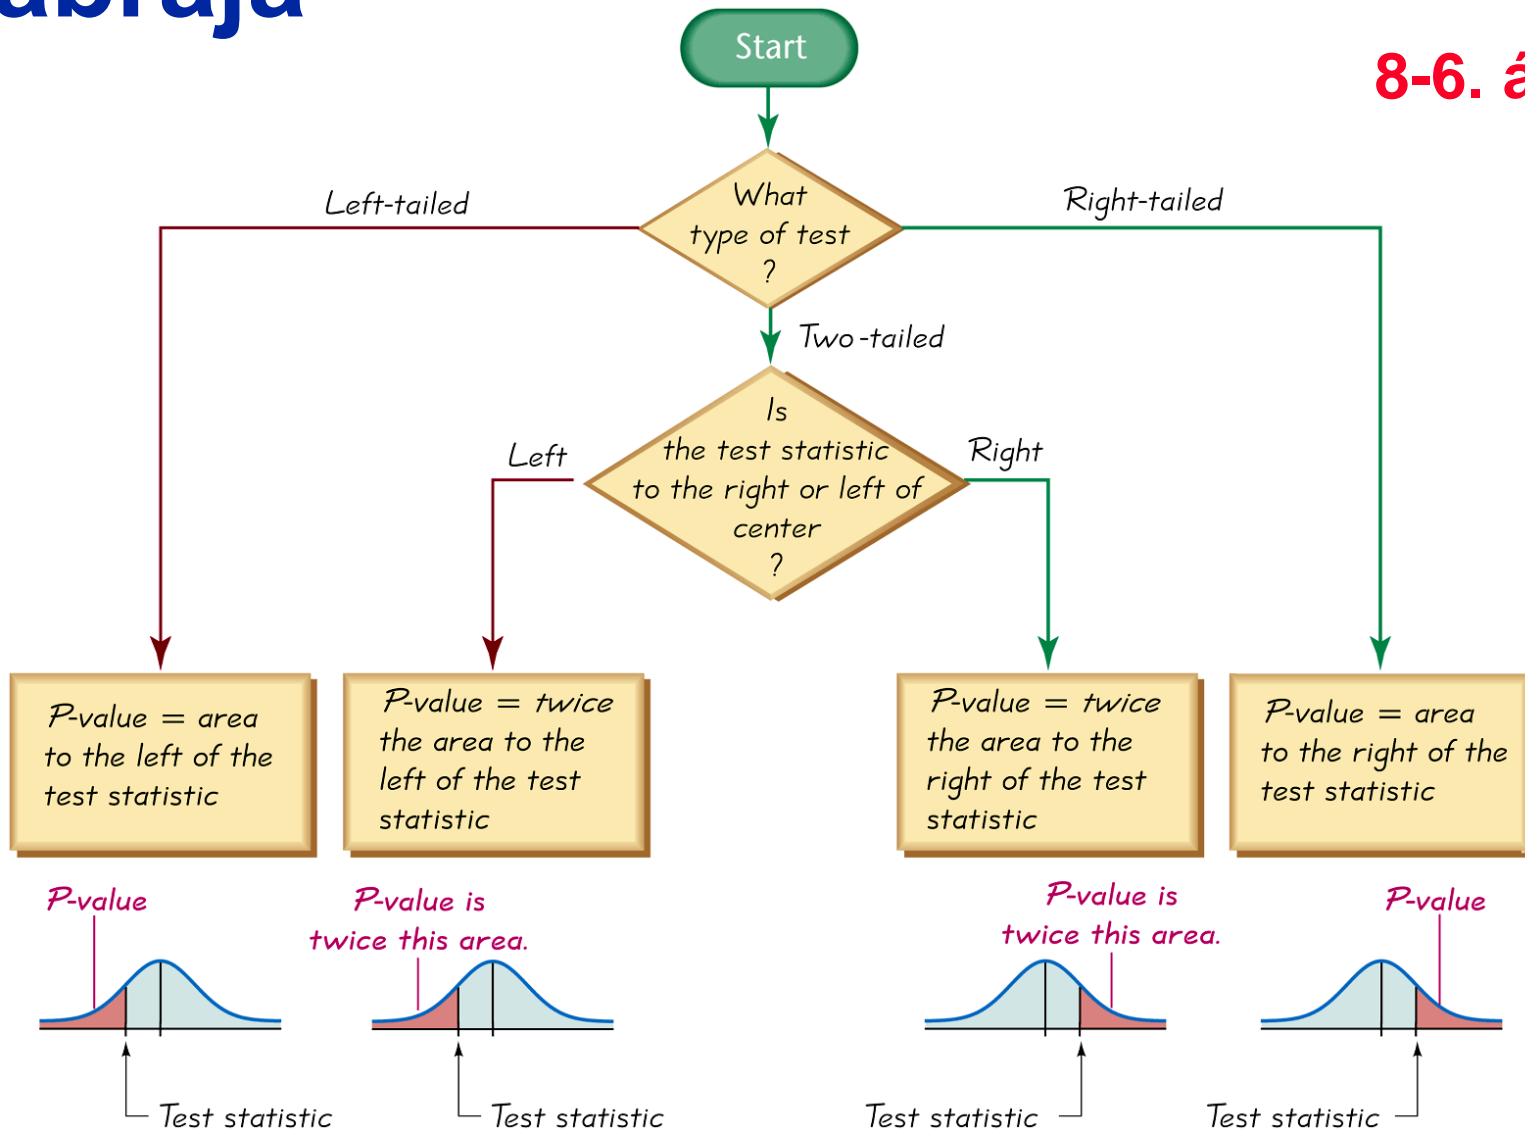 Start
What
type of test
?
Left-tailed
Right-tailed
Two-tailed
Is
the test statistic
to the right or left of
center
?
Left
Right
P-value = area
to the left of the
test statistic
P-value = twice
the area to the
left of the test
statistic
P-value = twice
the area to the
right of the test
statistic
P-value = area
to the right of the
test statistic
P-value
P-value is
twice this area.
P-value is
twice this area.
P-value
Test statistic
Test statistic
Test statistic
Test statistic
8-6.